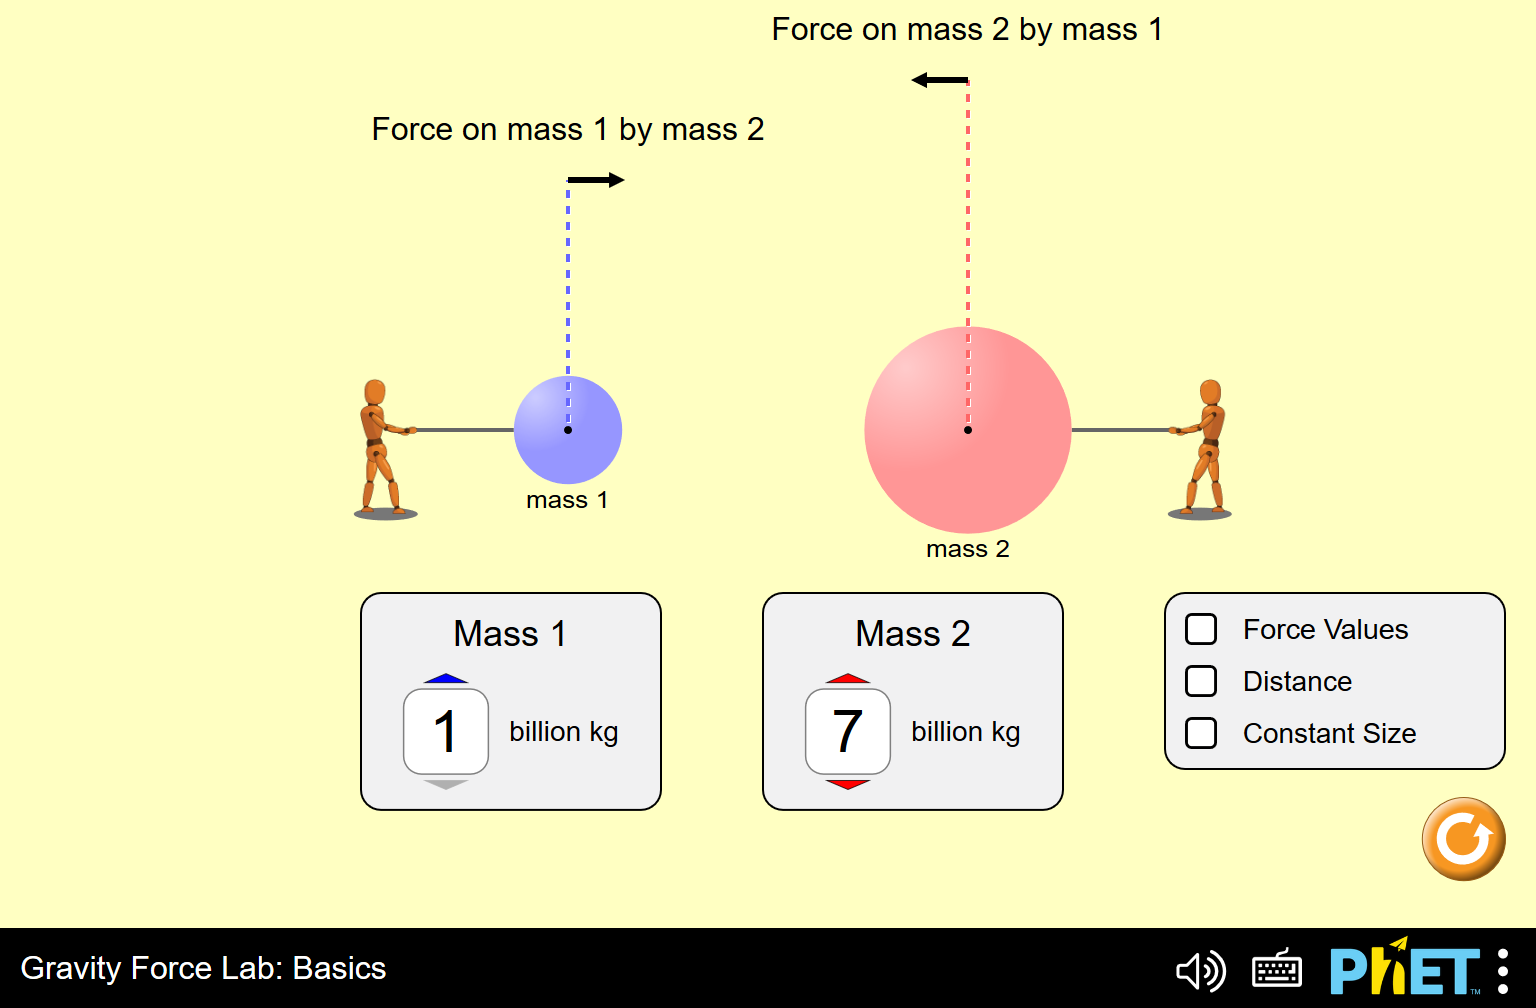 Force on mass 2 by mass 1
Force on mass 1 by mass 2
mass 1
mass 2
Mass 1
1 billion kg
Mass 2
7 billion kg
Force Values
Distance
Constant Size
Gravity Force Lab: Basics
PhET™